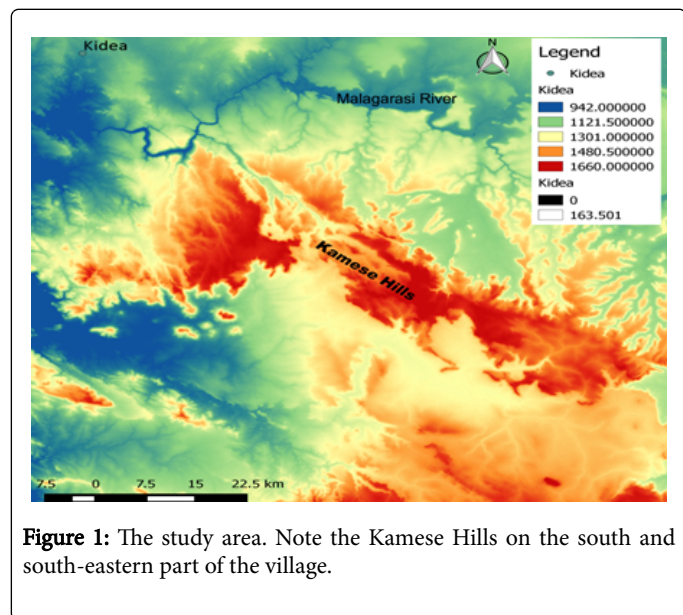 Kidea
N
Legend
Kidea
Malagarasi River
Kidea
942.000000
1121.500000
1301.000000
1480.500000
1660.000000
Kidea
0
163.501
Kamese Hills
7.5 0 7.5 15 22.5 km
Figure 1: The study area. Note the Kamese Hills on the south and
south-eastern part of the village.